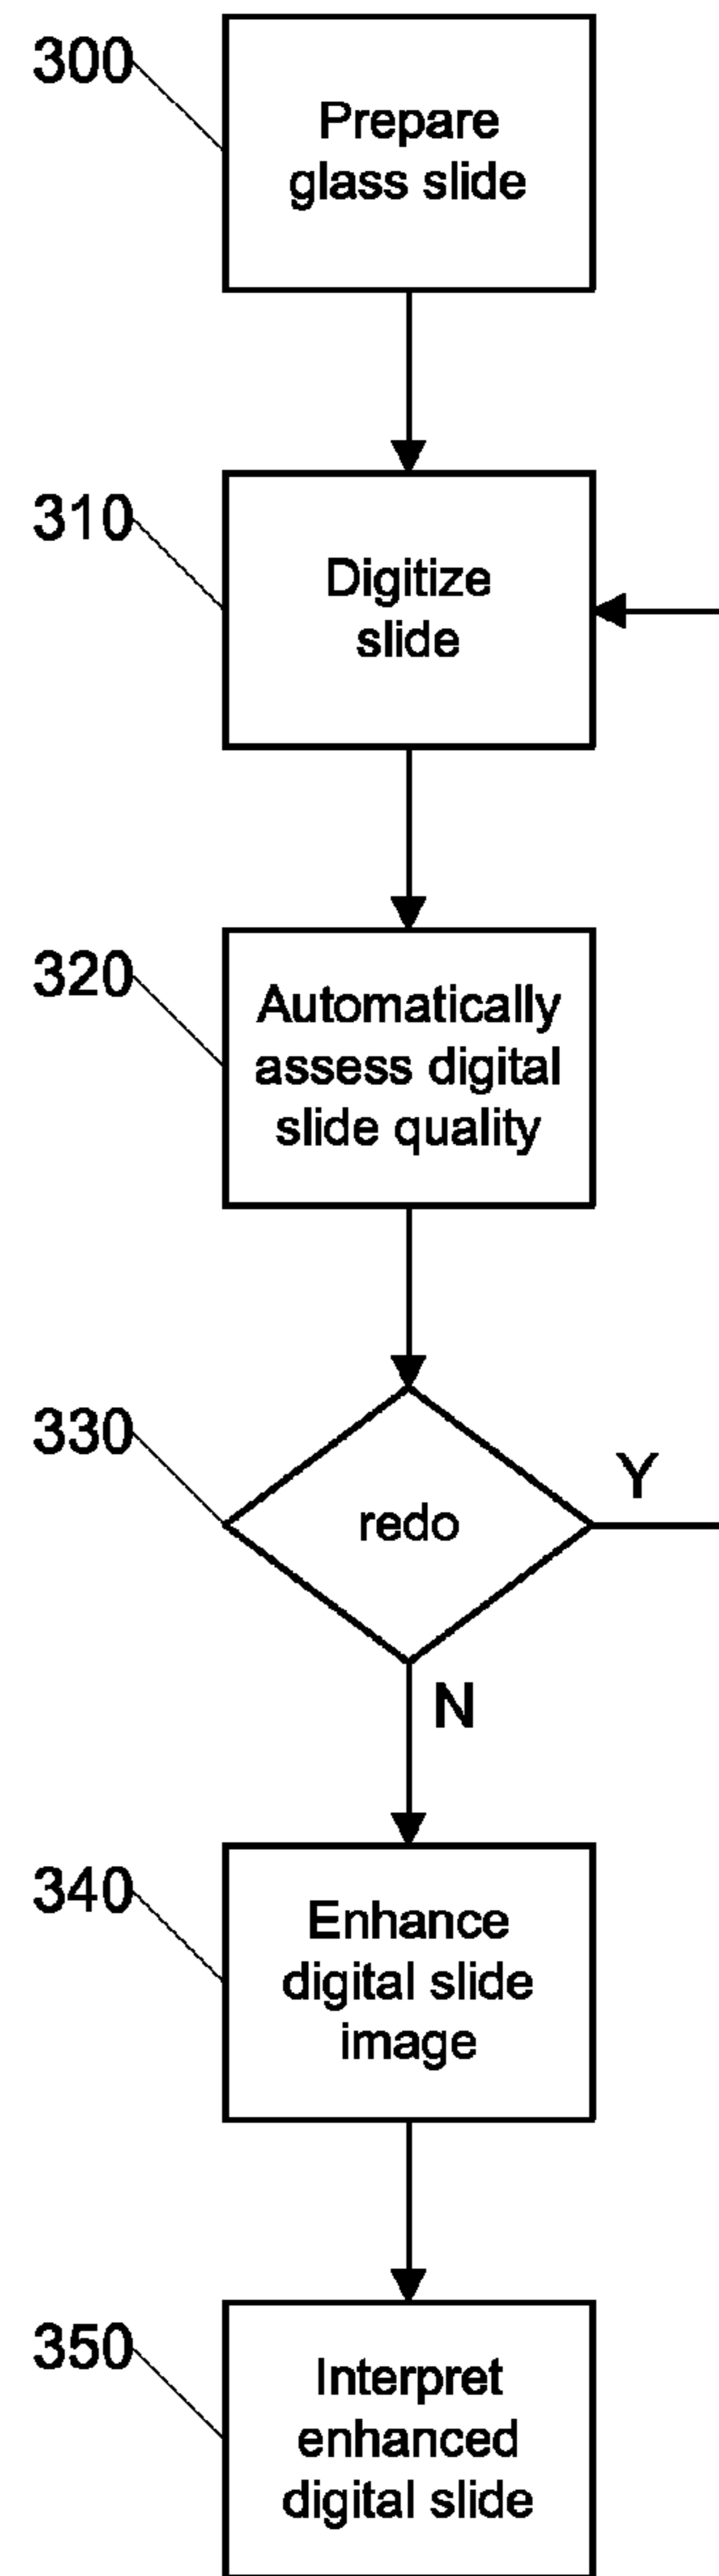 300
Prepare
glass slide
310
Digitize
slide
320
Automatically
assess digital
slide quality
330
redo
Y
N
340
Enhance
digital slide
image
350
Interpret
enhanced
digital slide